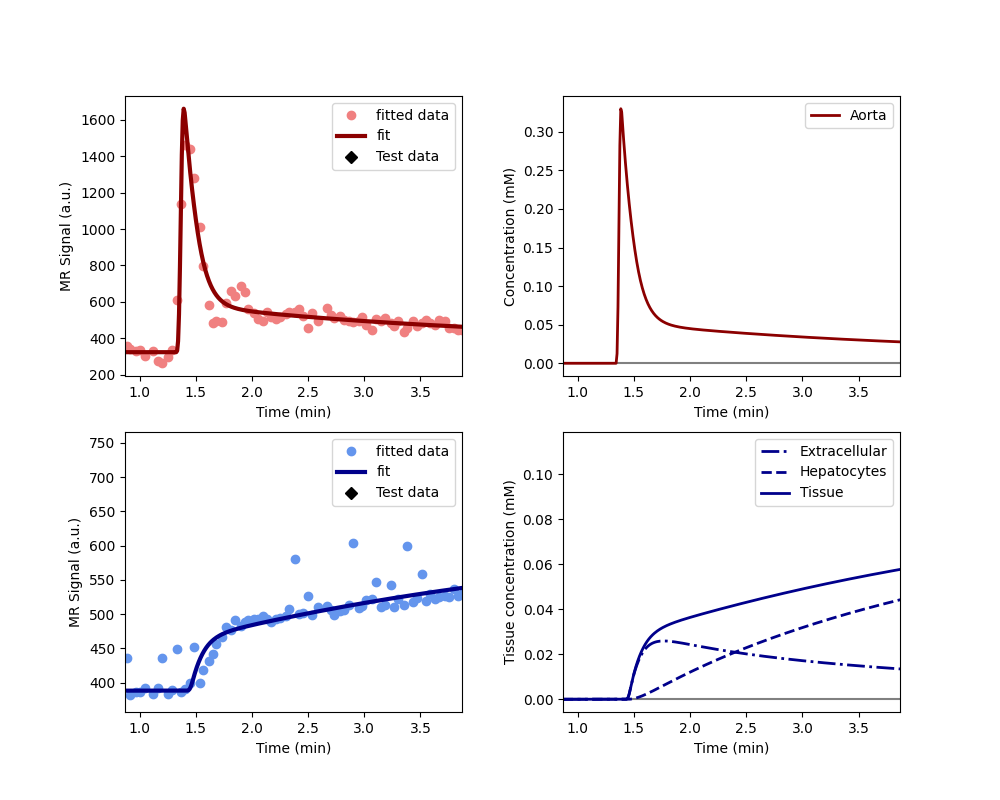 MR Signal (a.u.)
1600
1400
1200
1000
800
600
400
200
1.0 1.5 2.0 2.5 3.0 3.5
Time (min)
fitted data
fit
Test data
Concentration (mM)
0.30
0.25
0.20
0.15
0.10
0.05
0.00
1.0 1.5 2.0 2.5 3.0 3.5
Time (min)
Aorta
MR Signal (a.u.)
750
700
650
600
550
500
450
400
1.0 1.5 2.0 2.5 3.0 3.5
Time (min)
fitted data
fit
Test data
Tissue concentration (mM)
0.10
0.08
0.06
0.04
0.02
0.00
1.0 1.5 2.0 2.5 3.0 3.5
Time (min)
Extracellular
Hepatocytes
Tissue